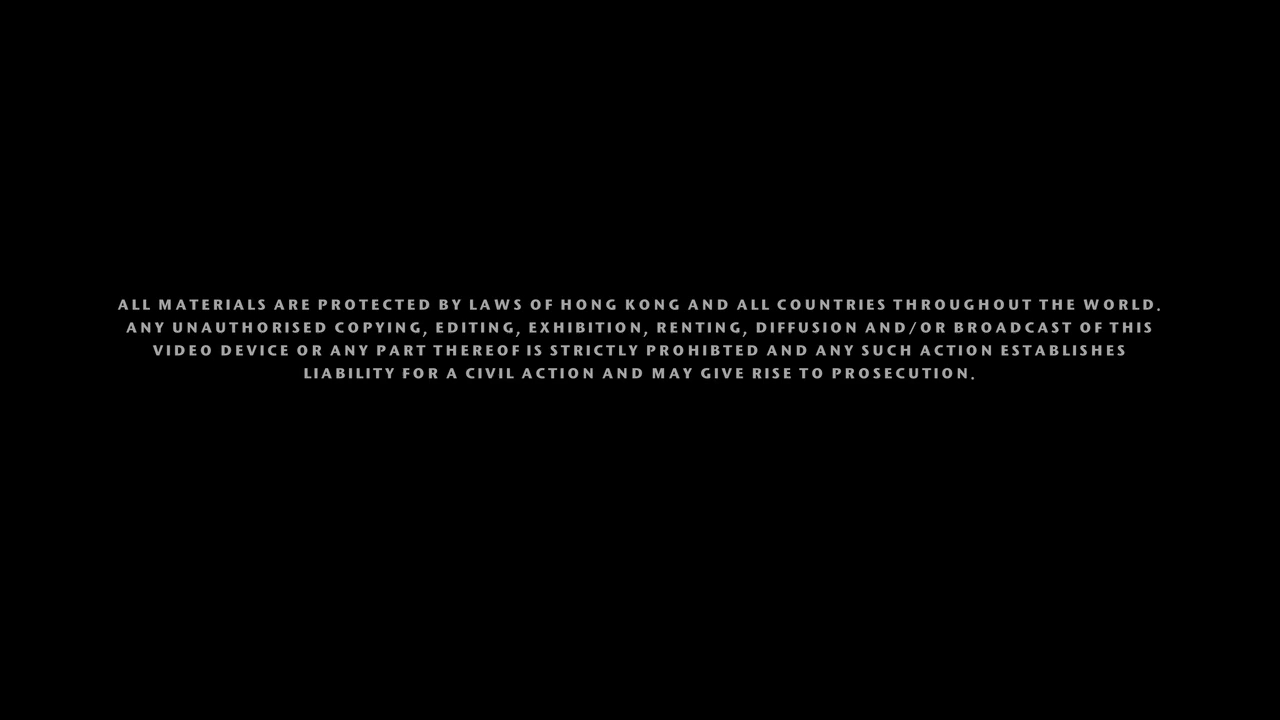 ALL MATERIALS ARE PROTECTED BY LAWS OF HONG KONG AND ALL COUNTRIES THROUGHOUT THE WORLD.
ANY UNAUTHORISED COPYING, EDITING, EXHIBITION, RENTING, DIFFUSION AND/OR BROADCAST OF THIS
VIDEO DEVICE OR ANY PART THEREOF IS STRICTLY PROHIBTED AND ANY SUCH ACTION ESTABLISHES
LIABILITY FOR A CIVIL ACTION AND MAY GIVE RISE TO PROSECUTION.